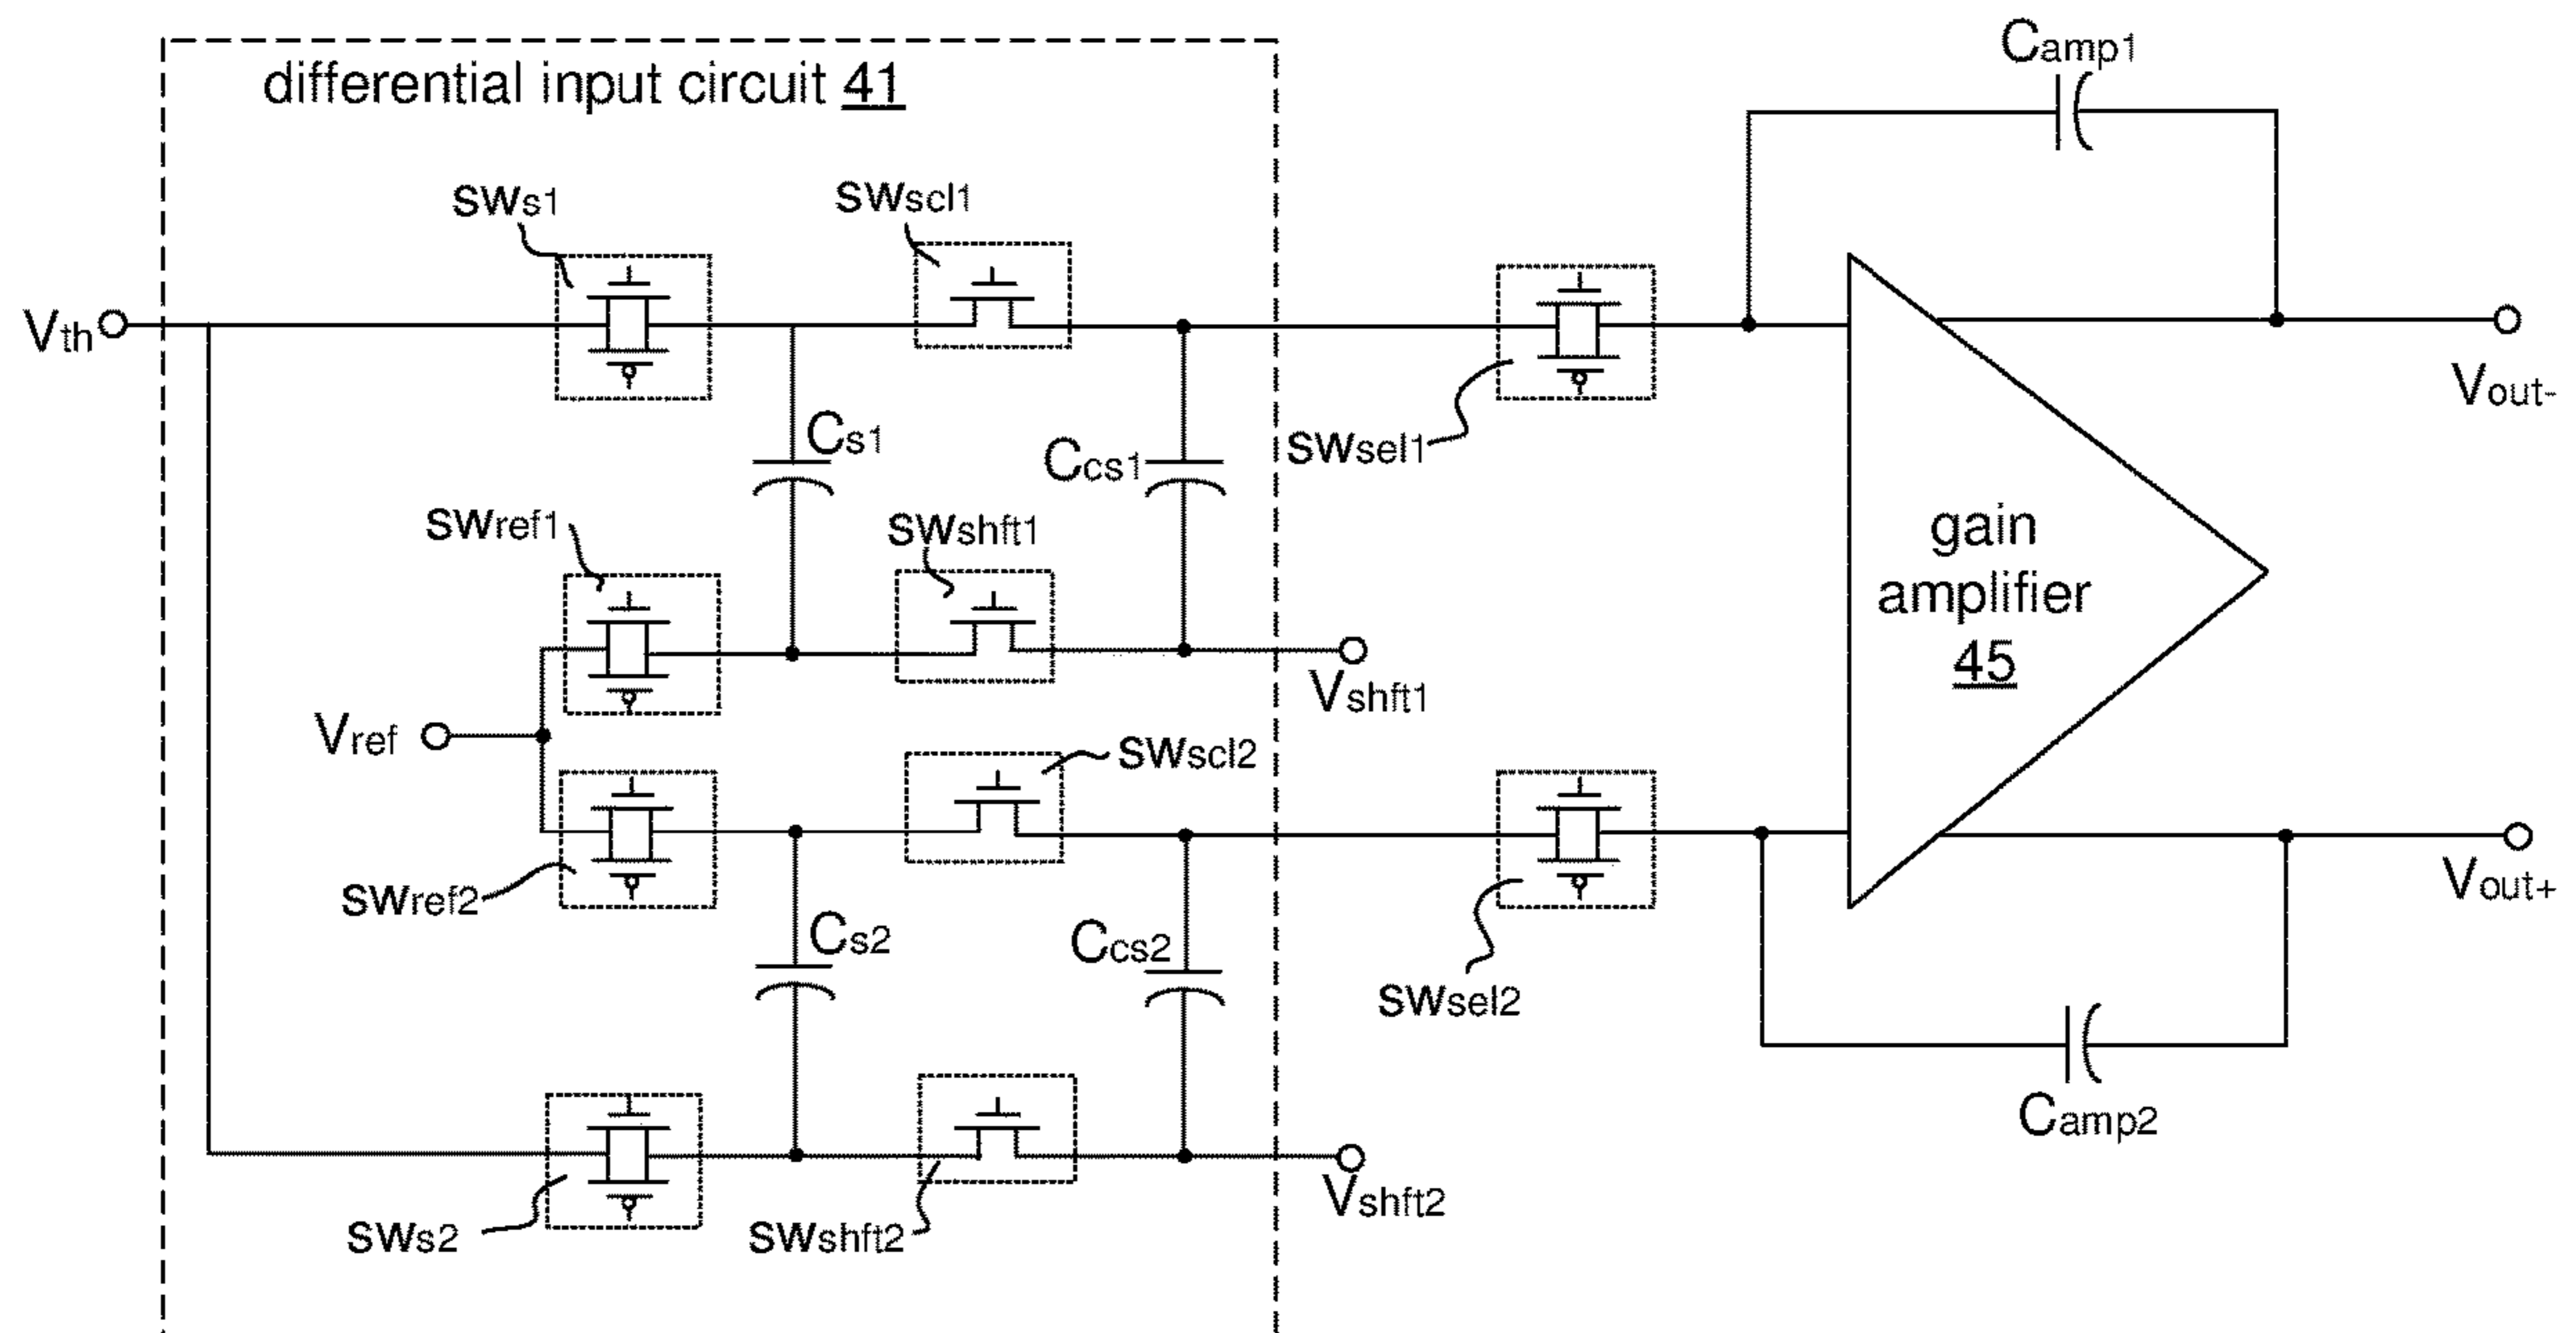 Camp1
differential input circuit 41
sws1
swscl1
Vth
Vout-
Cs1
Ccs1
swsel1
swref1
swshft1
gain
amplifier
45
Vshft1
Vref
swscl2
swref2
Vout+
Cs2
Ccs2
swsel2
Camp2
sws2
swshft2
Vshft2